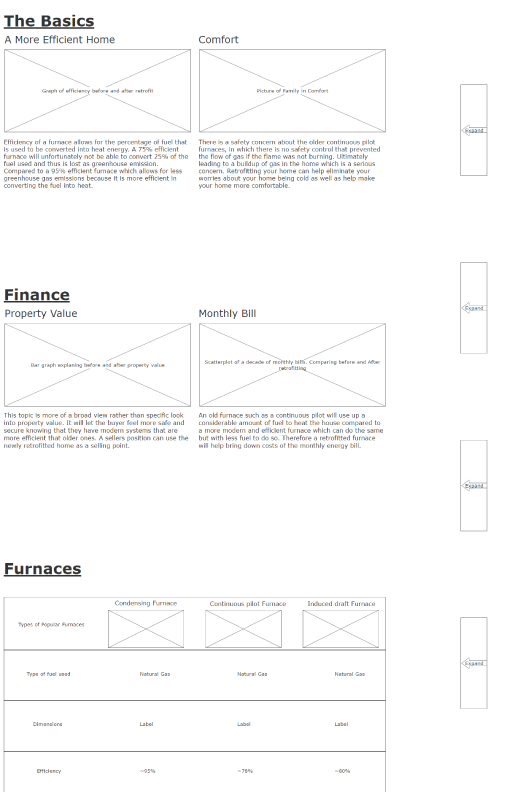 The Basics
A More Efficient Home
Comfort
Graph of efficiency before and after retrofit
Picture of Family in Comfort
Expand
Efficiency of a furnace allows for the percentage of fuel that
is used to be converted into heat energy. A 75% efficient
furnace will unfortunately not be able to convert 25% of the
fuel used and thus is lost as greenhouse emission.
Compared to a 95% efficient furnace which allows for less
greenhouse gas emissions because it is more efficient in
converting the fuel into heat.
There is a safety concern about the older continuous pilot
furnaces, in which there is no safety control that prevented
the flow of gas if the flame was not burning. Ultimately
leading to a buildup of gas in the home which is a serious
concern. Retrofitting your home can help eliminate your
worries about your home being cold as well as help make
your home more comfortable.
Finance
Expand
Property Value
Monthly Bill
Bar graph explaning before and after property value
Scatterplot of a decade of monthly bills. Comparing before and After
retrofitting
This topic is more of a broad view rather than specific look
into property value. It will let the buyer feel more safe and
secure knowing that they have modern systems that are
more efficient that older ones. A sellers position can use the
newly retrofitted home as a selling point.
An old furnace such as a continuous pilot will use up a
considerable amount of fuel to heat the house compared to
a more modern and efficient furnace which can do the same
but with less fuel to do so. Therefore a retrofitted furnace
will help bring down costs of the monthly energy bill.
Expand
Furnaces
Types of Popular Furnaces
Condensing Furnace
Continuous pilot Furnace
Induced draft Furnace
Expand
Type of fuel used
Natural Gas
Natural Gas
Natural Gas
Dimensions
Label
Label
Label
Efficiency
~95%
~78%
~80%